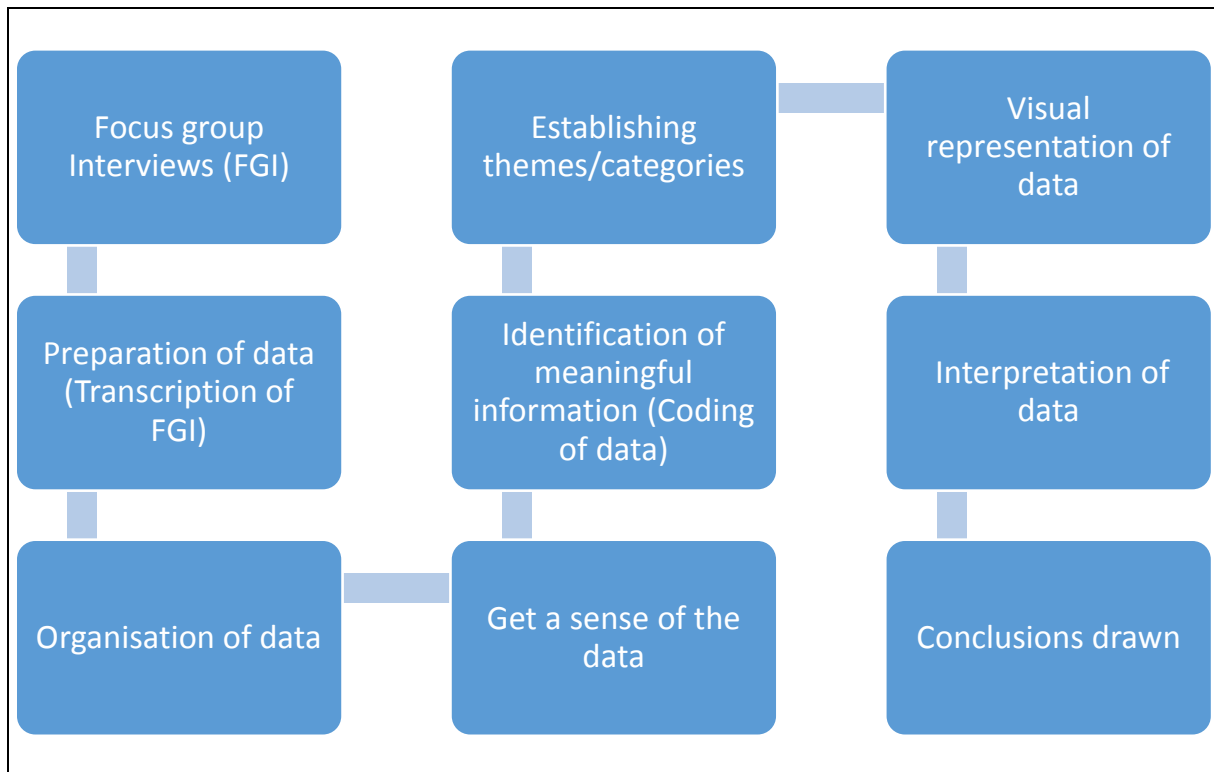 Focus group
Interviews (FGI)
Preparation of data
(Transcription of
FGI)
Organisation of data
Get a sense of the
data
Identification of
meaningful
information (Coding
of data)
Establishing
themes/categories
Visual
representation of
data
Interpretation of
data
Conclusions drawn